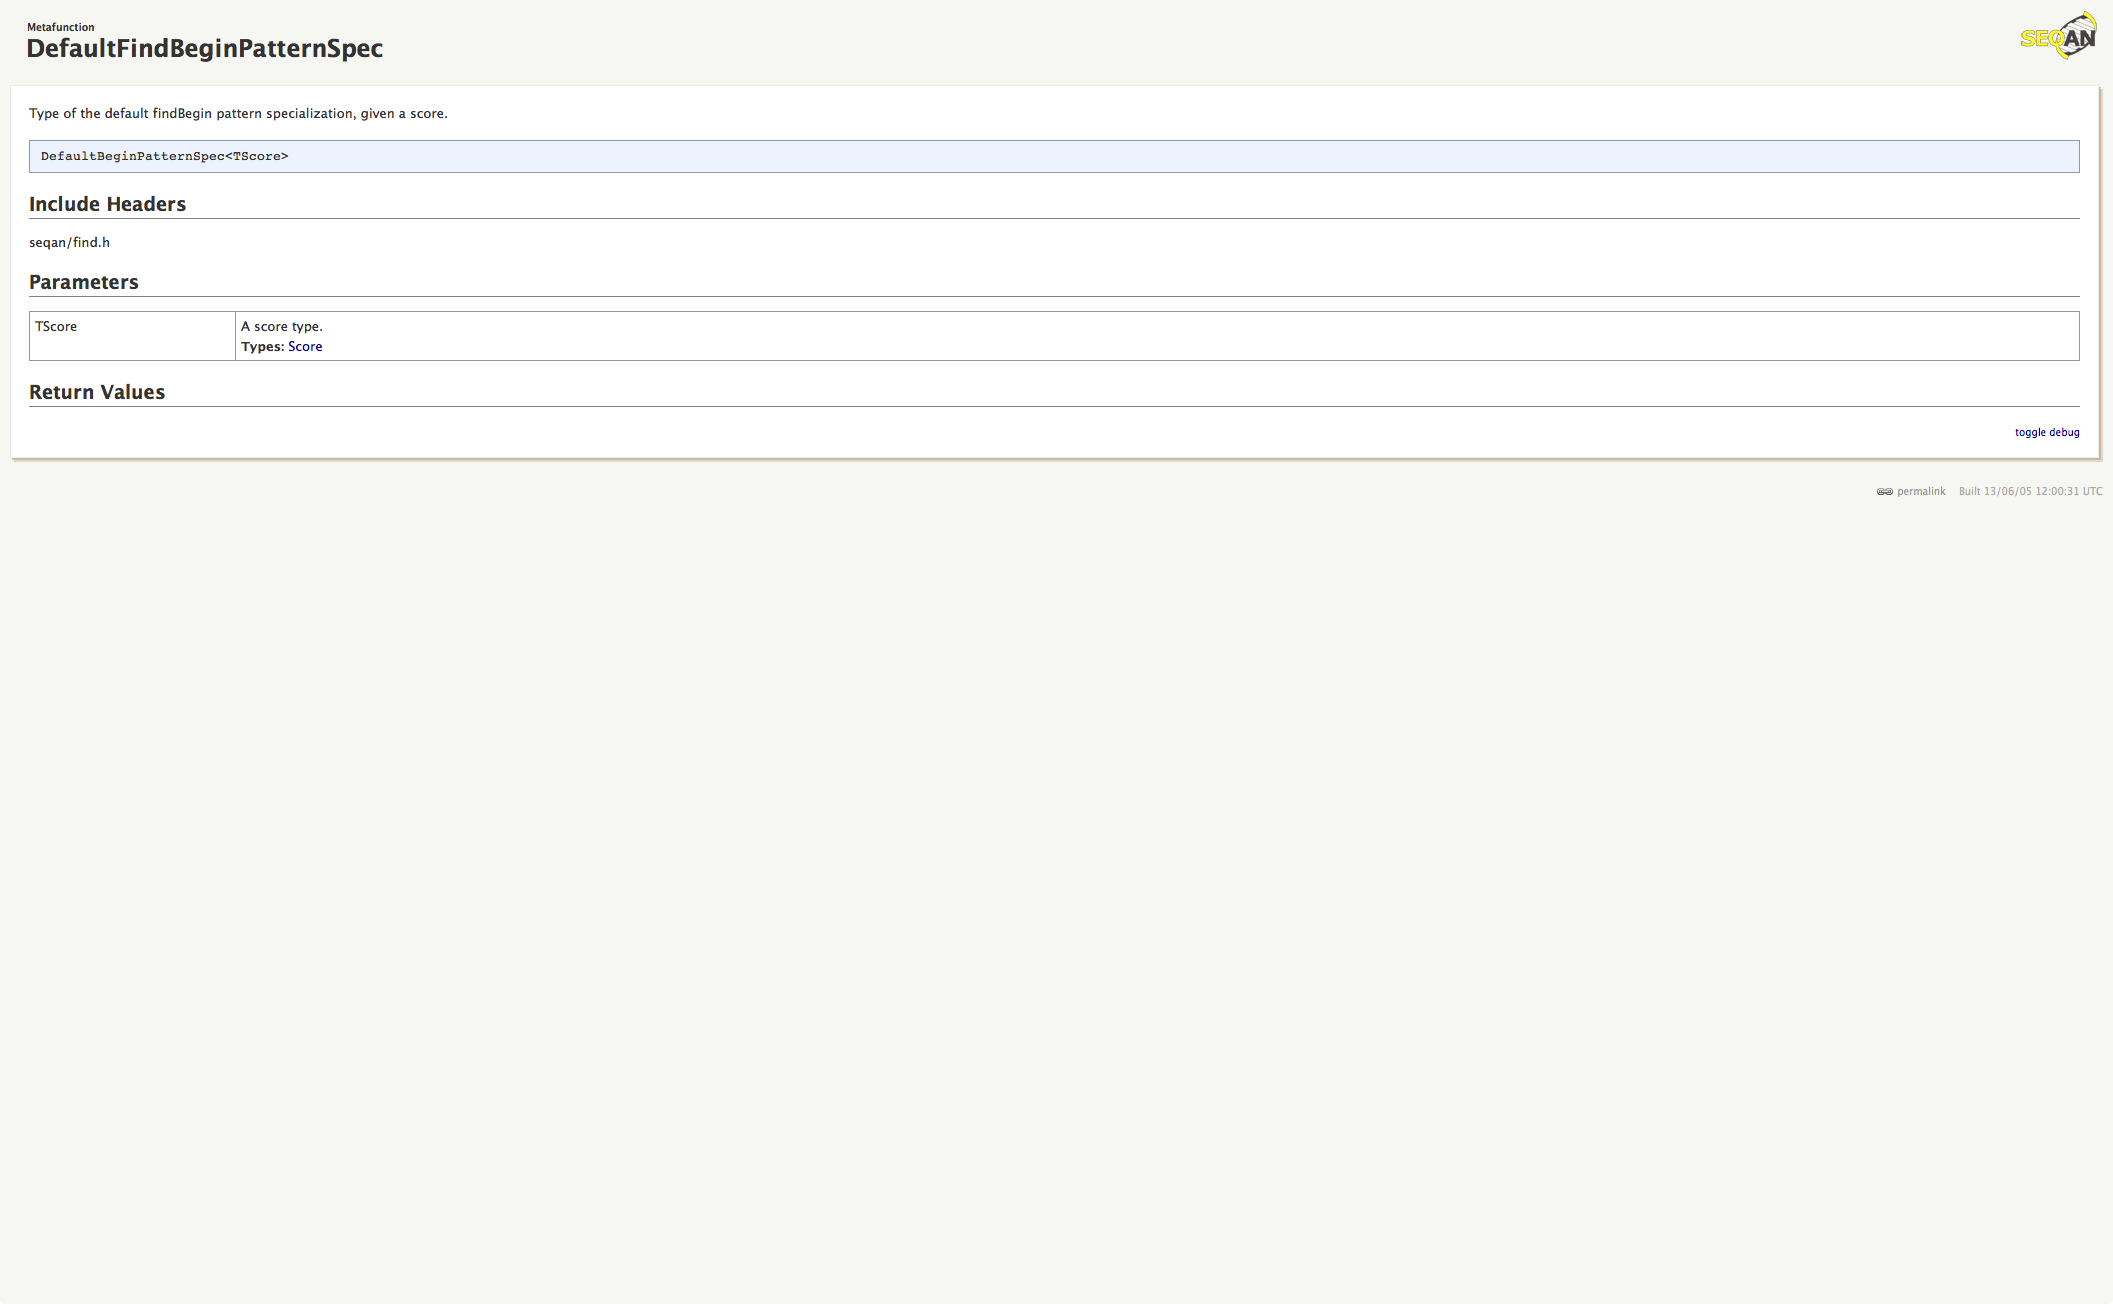 Metafunction
DefaultFindBeginPatternSpec
SEQAN
Type of the default findBegin pattern specialization, given a score.
DefaultBeginPatternSpec<TScore>
Include Headers
seqan/find.h
Parameters
TScore
A score type.
Types: Score
Return Values
toggle debug
permalink Built 13/06/05 12:00:31 UTC